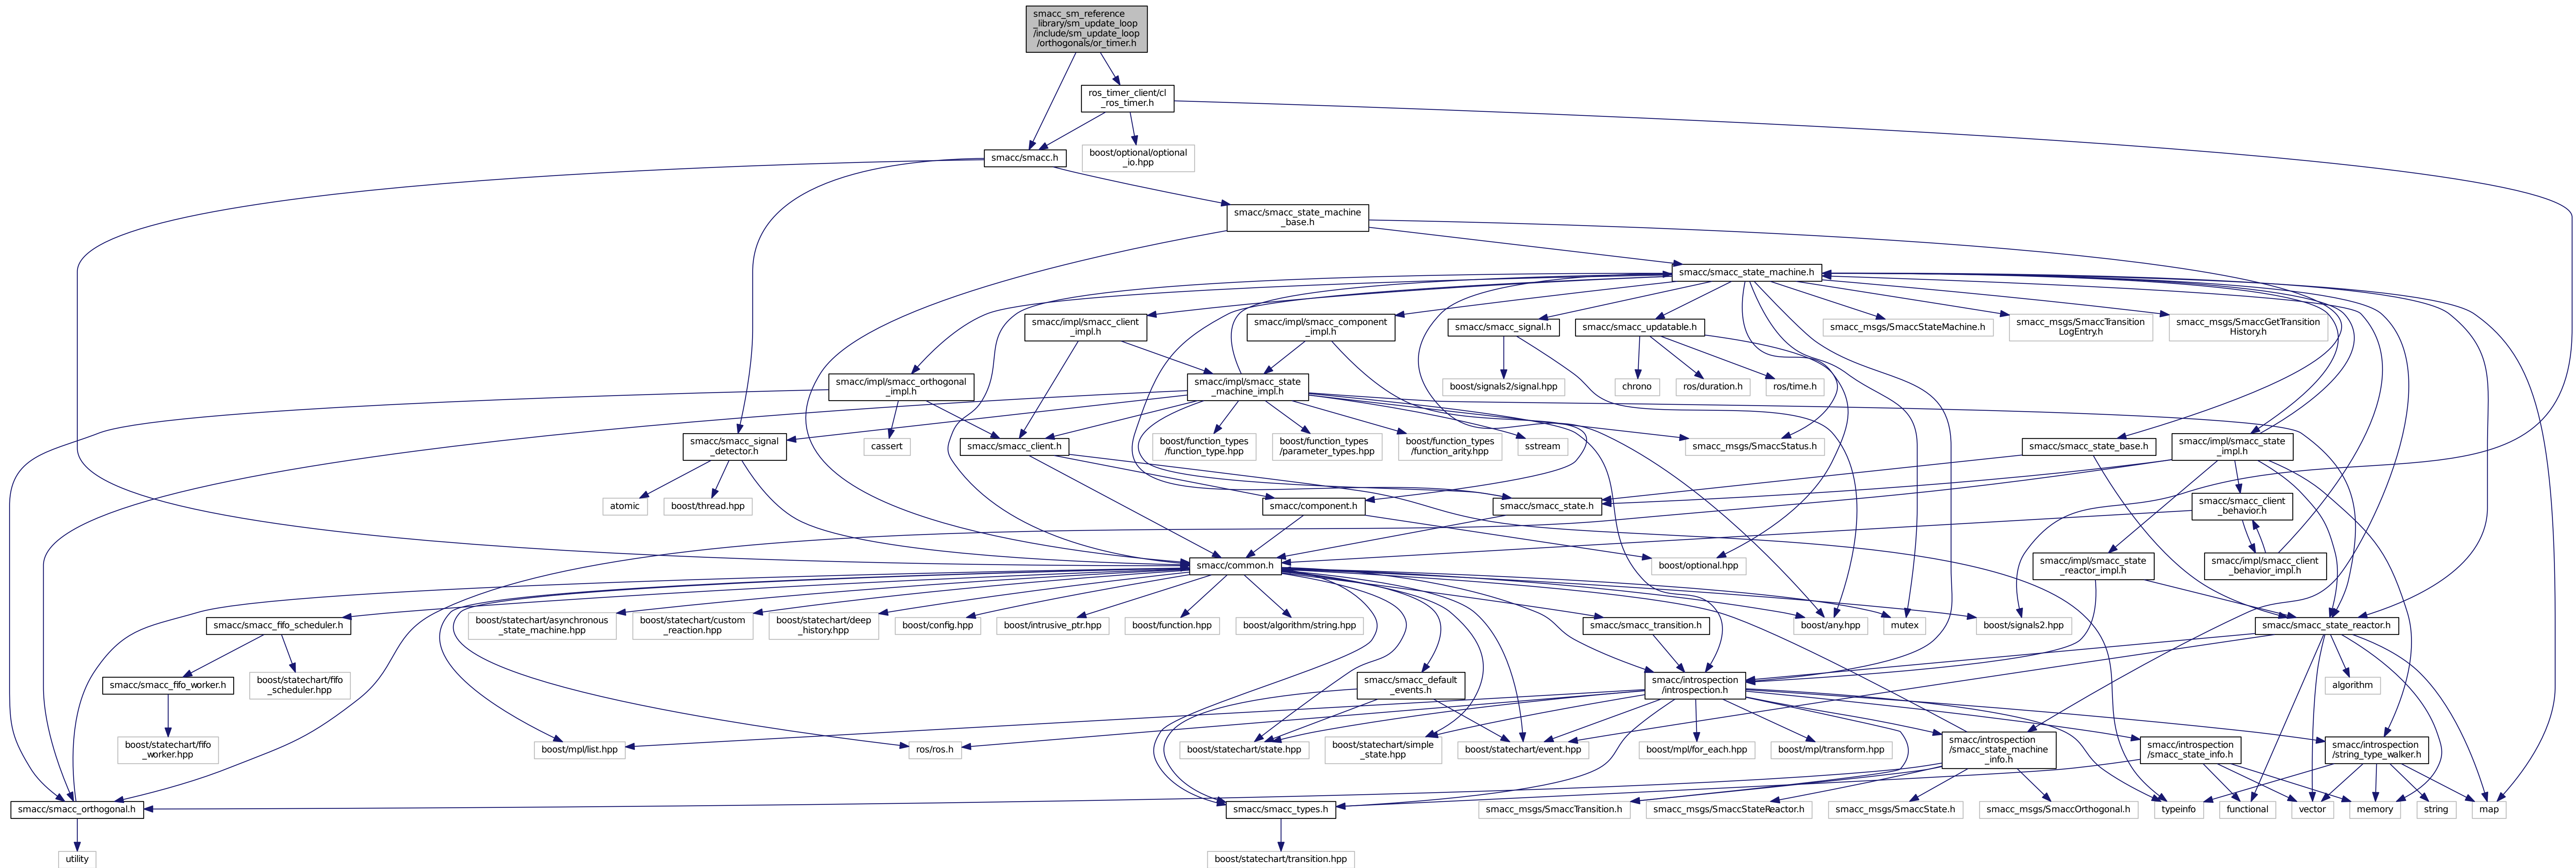 smacc_sm_reference
_library/sm_update_loop
/include/sm_update_loop
/orthogonals/or_timer.h
ros_timer_client/cl
_ros_timer.h
smacc/smacc.h
boost/optional/optional
_io.hpp
smacc/smacc_state_machine
_base.h
smacc/smacc_state_machine.h
smacc/impl/smacc_client
_impl.h
smacc/impl/smacc_component
_impl.h
smacc/smacc_signal.h
smacc/smacc_updatable.h
smacc_msgs/SmaccStateMachine.h
smacc_msgs/SmaccTransition
LogEntry.h
smacc_msgs/SmaccGetTransition
History.h
smacc/impl/smacc_orthogonal
_impl.h
smacc/impl/smacc_state
_machine_impl.h
boost/signals2/signal.hpp
chrono
ros/duration.h
ros/time.h
smacc/smacc_signal
_detector.h
cassert
smacc/smacc_client.h
boost/function_types
/function_type.hpp
boost/function_types
/parameter_types.hpp
boost/function_types
/function_arity.hpp
sstream
smacc_msgs/SmaccStatus.h
smacc/smacc_state_base.h
smacc/impl/smacc_state
_impl.h
atomic
boost/thread.hpp
smacc/component.h
smacc/smacc_state.h
smacc/smacc_client
_behavior.h
smacc/common.h
boost/optional.hpp
smacc/impl/smacc_state
_reactor_impl.h
smacc/impl/smacc_client
_behavior_impl.h
smacc/smacc_fifo_scheduler.h
boost/statechart/asynchronous
_state_machine.hpp
boost/statechart/custom
_reaction.hpp
boost/statechart/deep
_history.hpp
boost/config.hpp
boost/intrusive_ptr.hpp
boost/function.hpp
boost/algorithm/string.hpp
smacc/smacc_transition.h
boost/any.hpp
mutex
boost/signals2.hpp
smacc/smacc_state_reactor.h
smacc/smacc_fifo_worker.h
boost/statechart/fifo
_scheduler.hpp
smacc/smacc_default
_events.h
smacc/introspection
/introspection.h
algorithm
boost/statechart/fifo
_worker.hpp
boost/mpl/list.hpp
ros/ros.h
boost/statechart/state.hpp
boost/statechart/simple
_state.hpp
boost/statechart/event.hpp
boost/mpl/for_each.hpp
boost/mpl/transform.hpp
smacc/introspection
/smacc_state_machine
_info.h
smacc/introspection
/smacc_state_info.h
smacc/introspection
/string_type_walker.h
smacc/smacc_orthogonal.h
smacc/smacc_types.h
smacc_msgs/SmaccTransition.h
smacc_msgs/SmaccStateReactor.h
smacc_msgs/SmaccState.h
smacc_msgs/SmaccOrthogonal.h
typeinfo
functional
vector
memory
string
map
utility
boost/statechart/transition.hpp